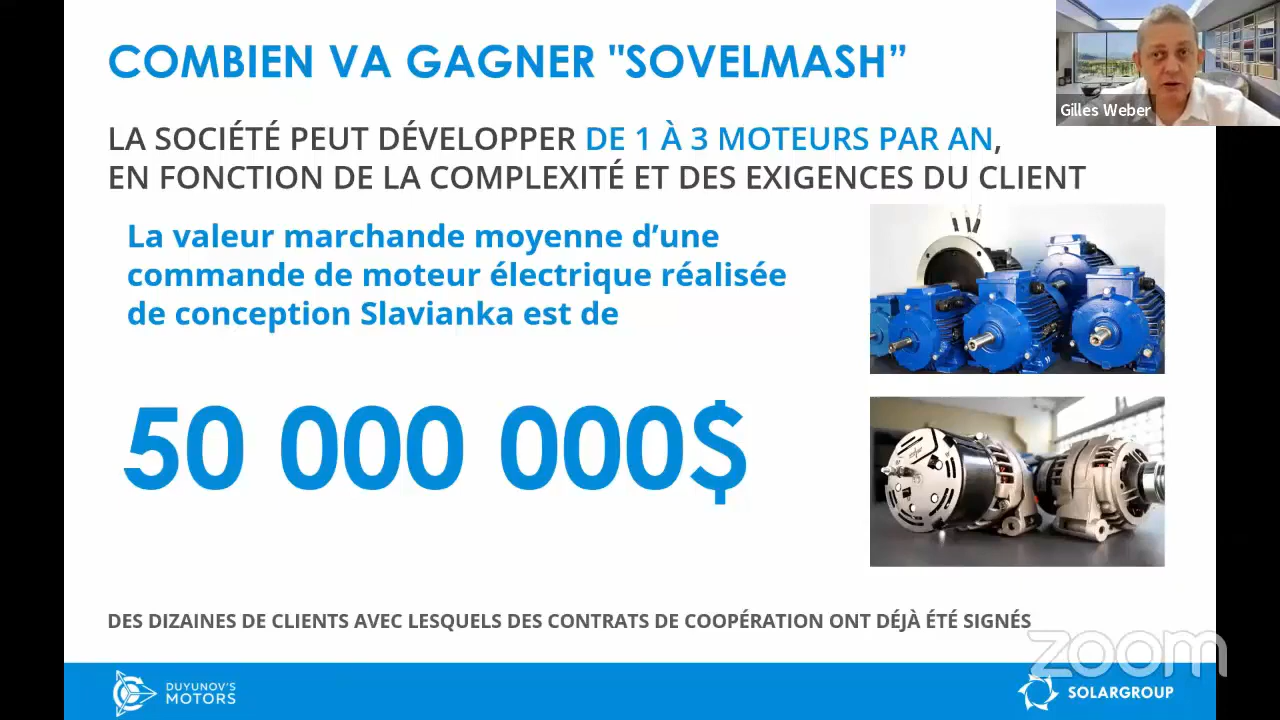 COMBIEN VA GAGNER "SOVELMASH”
Gilles Weber
LA SOCIÉTÉ PEUT DÉVELOPPER DE 1 À 3 MOTEURS PAR AN,
EN FONCTION DE LA COMPLEXITÉ ET DES EXIGENCES DU CLIENT
La valeur marchande moyenne d’une
commande de moteur électrique réalisée
de conception Slavianka est de
50 000 000$
DES DIZAINES DE CLIENTS AVEC LESQUELS DES CONTRATS DE COOPÉRATION ONT DÉJÀ ÉTÉ SIGNÉS
zoom
DUYUNOV'S
MOTORS
SOLARGROUP